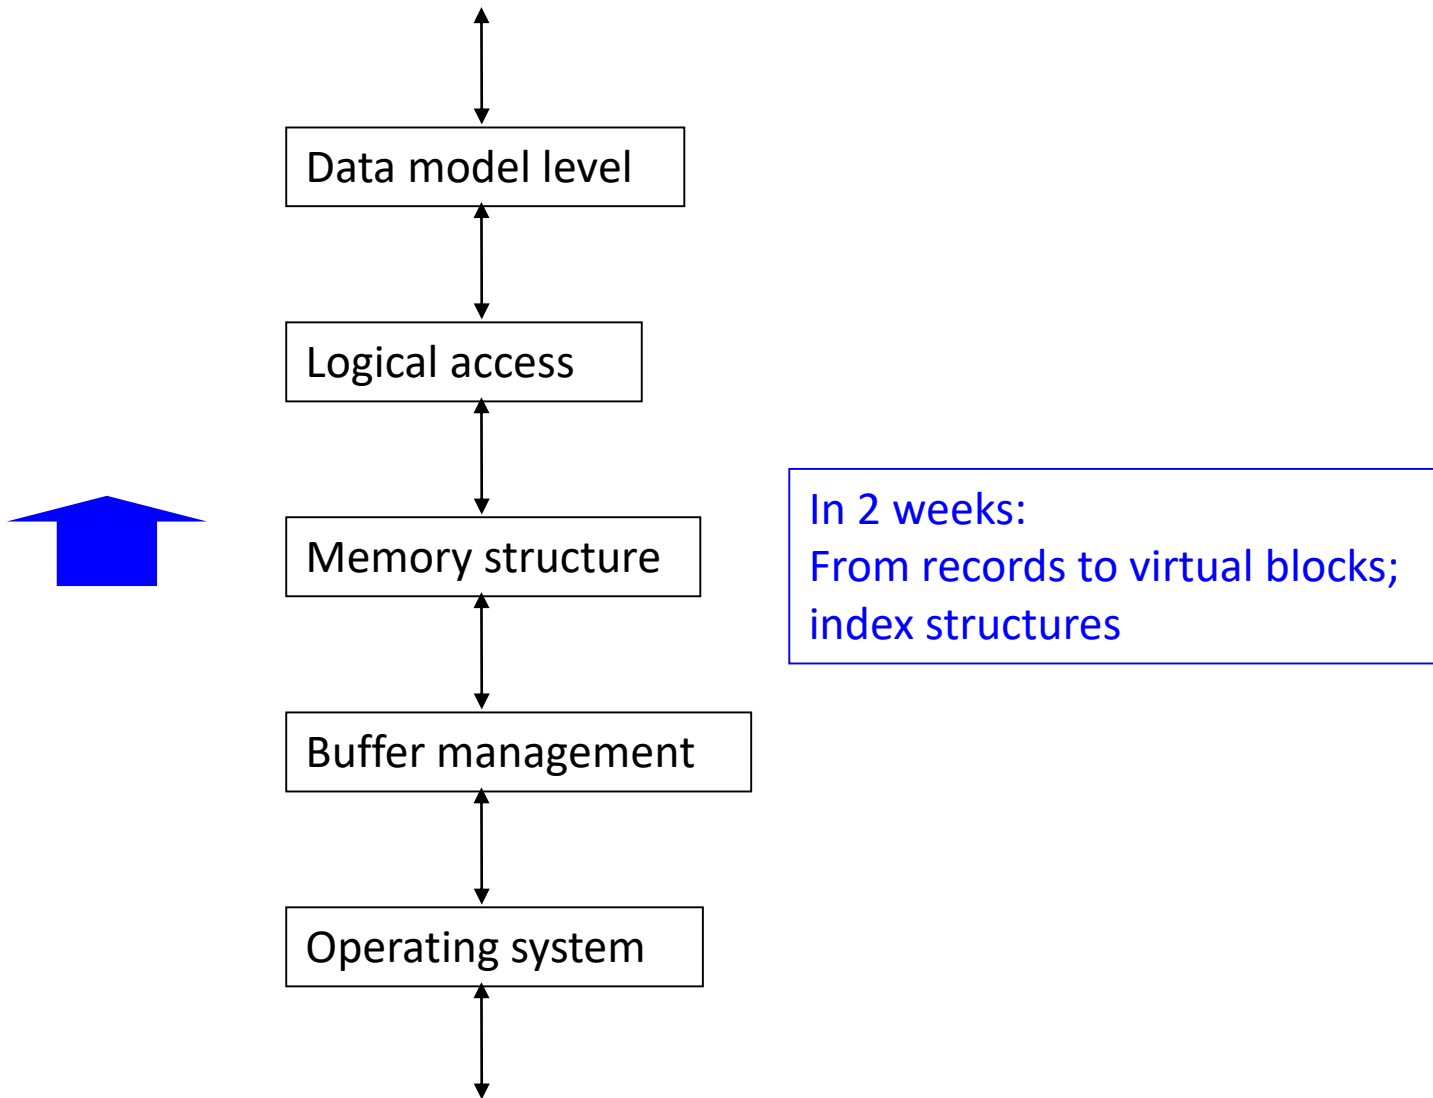 Data model level
Logical access
Memory structure
In 2 weeks:
From records to virtual blocks;
index structures
Buffer management
Operating system